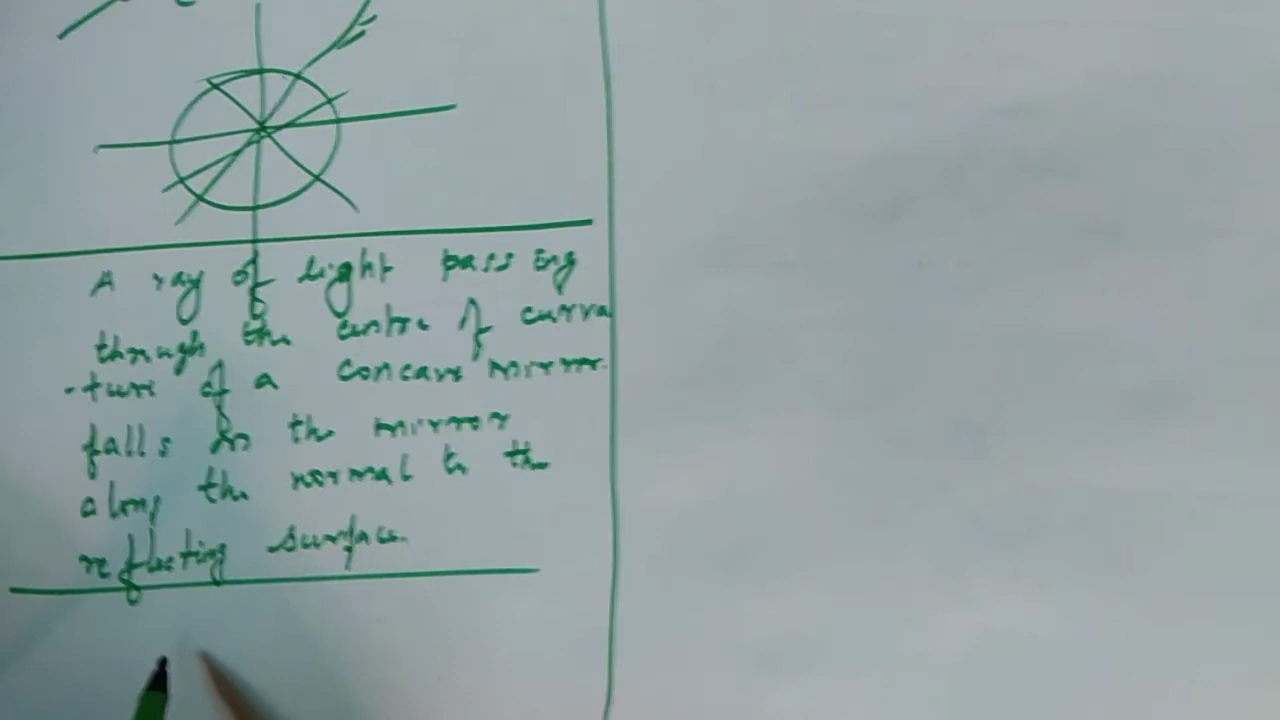 A ray of light passing
through the centre of curva
-ture of a concave mirror.
falls on the mirror
along the normal to the
reflecting surface.